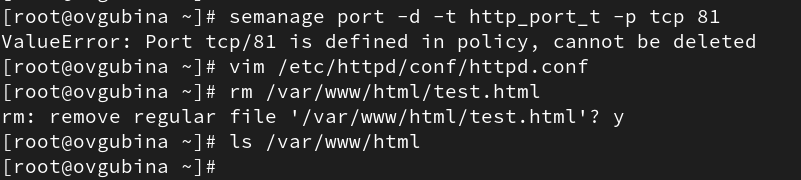 [root@ovgubina ~]# semanage port -d -t http_port_t -p tcp 81
ValueError: Port tcp/81 is defined in policy, cannot be deleted
[root@ovgubina ~]# vim /etc/httpd/conf/httpd.conf
[root@ovgubina ~]# rm /var/www/html/test.html
rm: remove regular file '/var/www/html/test.html'? y
[root@ovgubina ~]# ls /var/www/html
[root@ovgubina ~]#